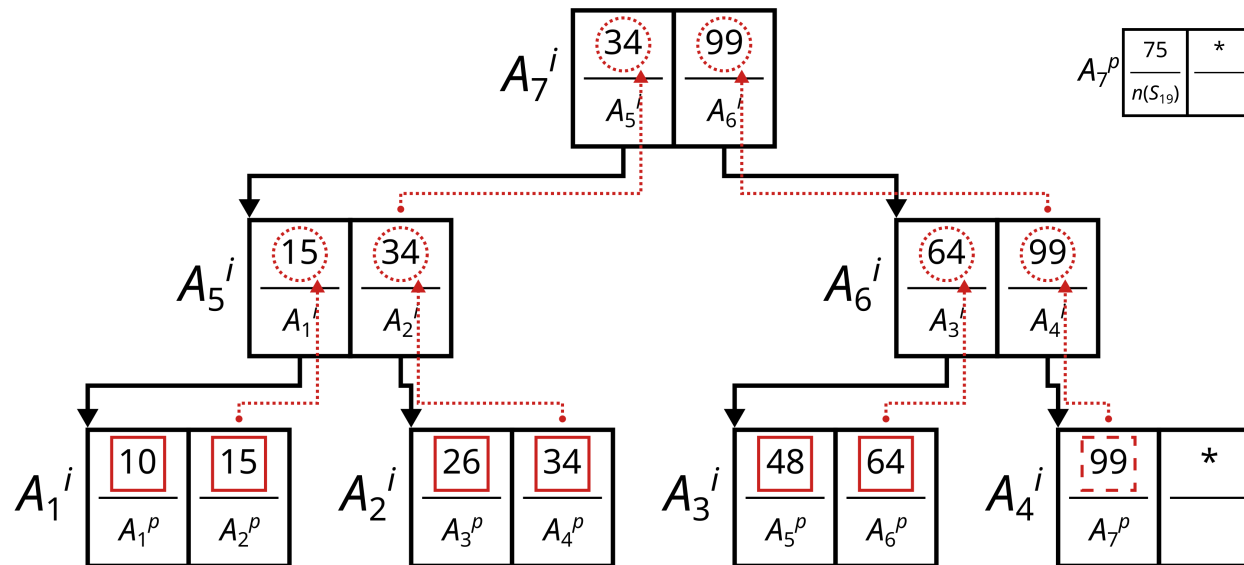 A₇ⁱ 34 99
A₅ⁱ A₆ⁱ
A₇ᵖ 75 *
n(S₁₉)
A₅ⁱ 15 34
A₁ⁱ A₂ⁱ
A₆ⁱ 64 99
A₃ⁱ A₄ⁱ
A₁ⁱ 10 15
A₁ᵖ A₂ᵖ
A₂ⁱ 26 34
A₃ᵖ A₄ᵖ
A₃ⁱ 48 64
A₅ᵖ A₆ᵖ
A₄ⁱ 99 *
A₇ᵖ